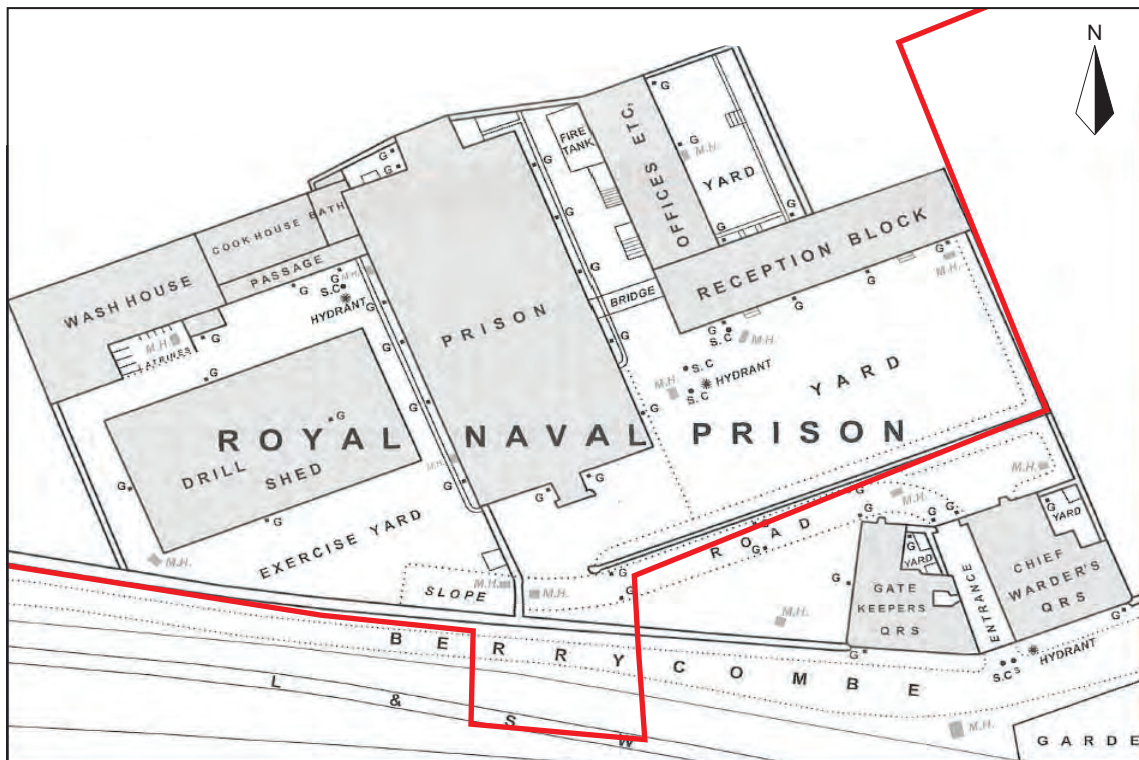 N
G
G
OFFICES ETC.
FIRE
TANK
G
M.H.
YARD
G
G
G
G
G
G
COOK HOUSE
BATH
PASSAGE
WASH HOUSE
G
G
G
M.H.
S.C
HYDRANT
G
G
BRIDGE
RECEPTION BLOCK
G
M.H.
G
G
G
S.C
M.H.
PRISON
G
G
M.H.
LATRINES
G
G
S.C
M.H.
HYDRANT
S.C
YARD
G
G
G
ROYAL NAVAL PRISON
DRILL
SHED
G
M.H.
G
G
G
G
G
EXERCISE YARD
M.H.
SLOPE
M.H.
M.H.
G
G
ROAD
G
G
M.H.
M.H.
G
G
G
YARD
G
YARD
G
GATE
KEEPERS
QRS
ENTRANCE
CHIEF
WARDER'S
QRS
M.H.
G
G
HYDRANT
S.C S
BERRYCOMBE
L & S W
M.H.
GARDE